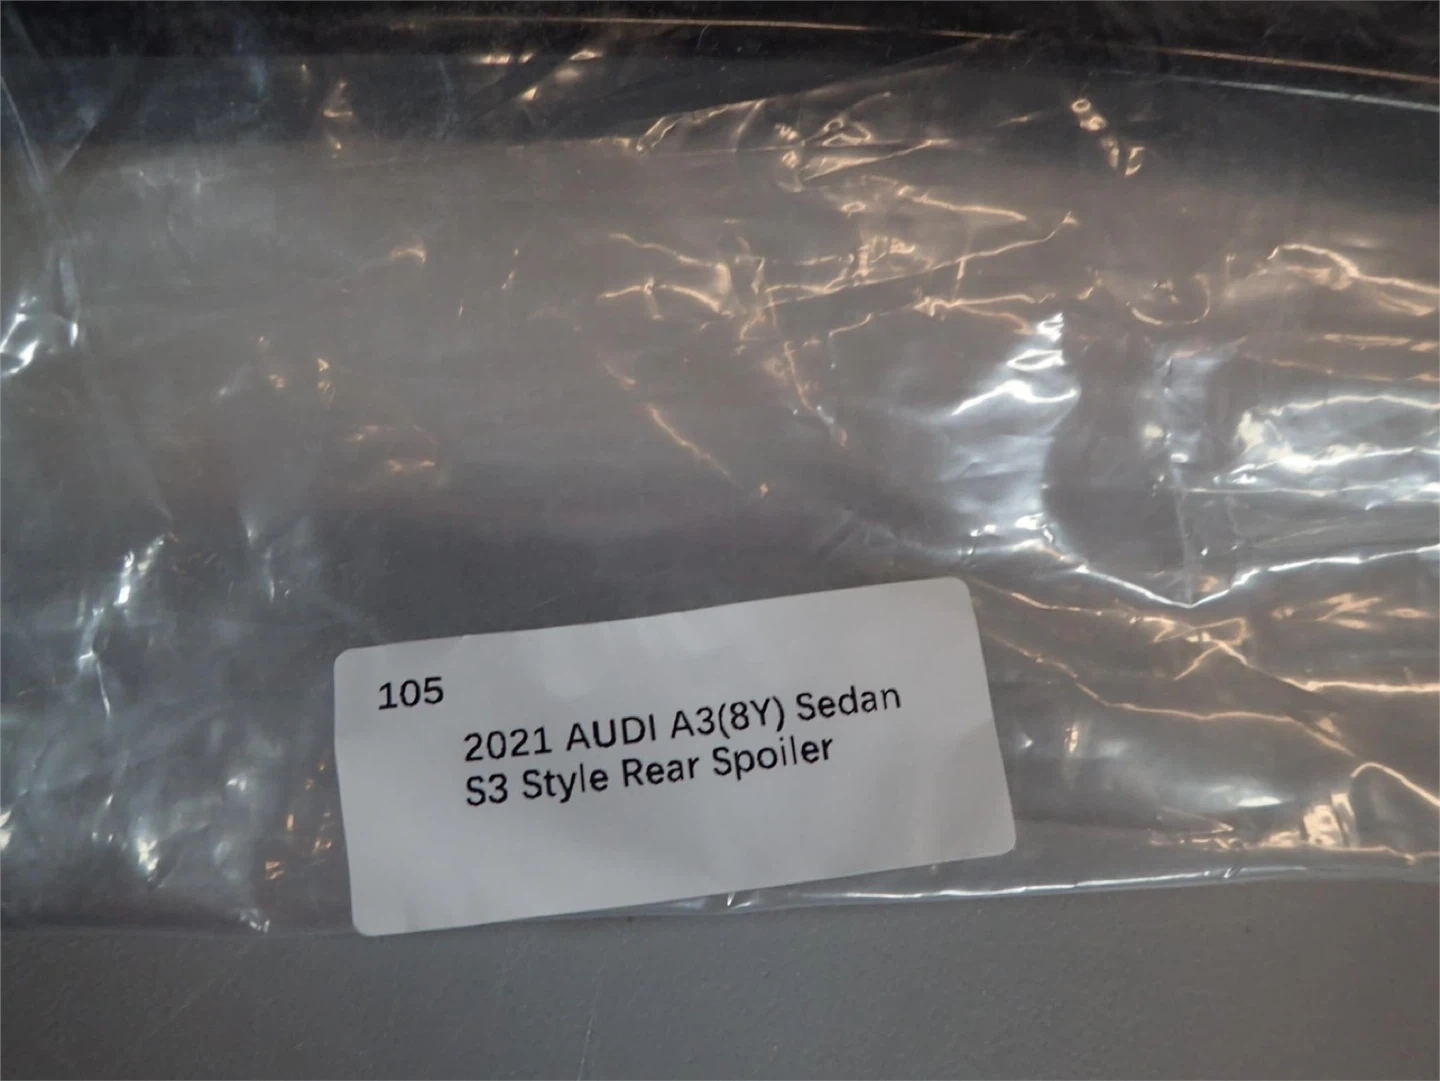 105
2021 AUDI A3(8Y) Sedan
S3 Style Rear Spoiler